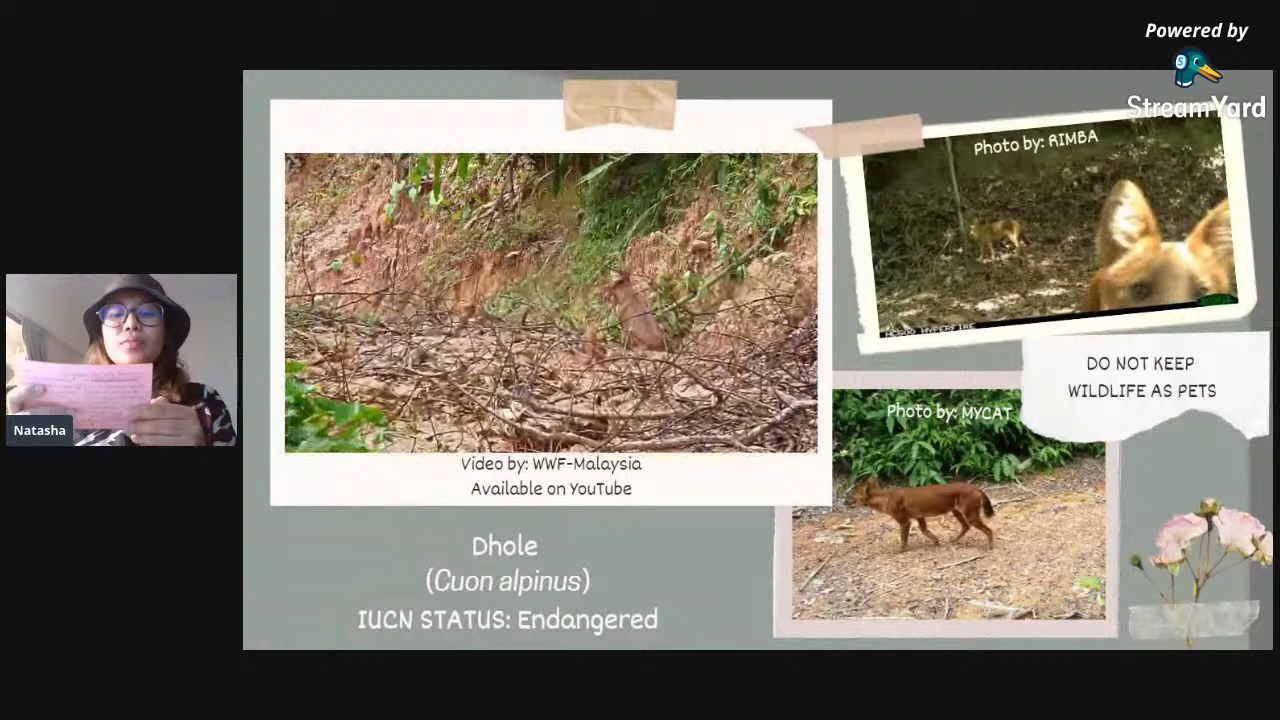 Powered by
StreamYard
Photo by: RIMBA
DO NOT KEEP
WILDLIFE AS PETS
Photo by: MYCAT
Natasha
Video by: WWF-Malaysia
Available on YouTube
Dhole
(Cuon alpinus)
IUCN STATUS: Endangered